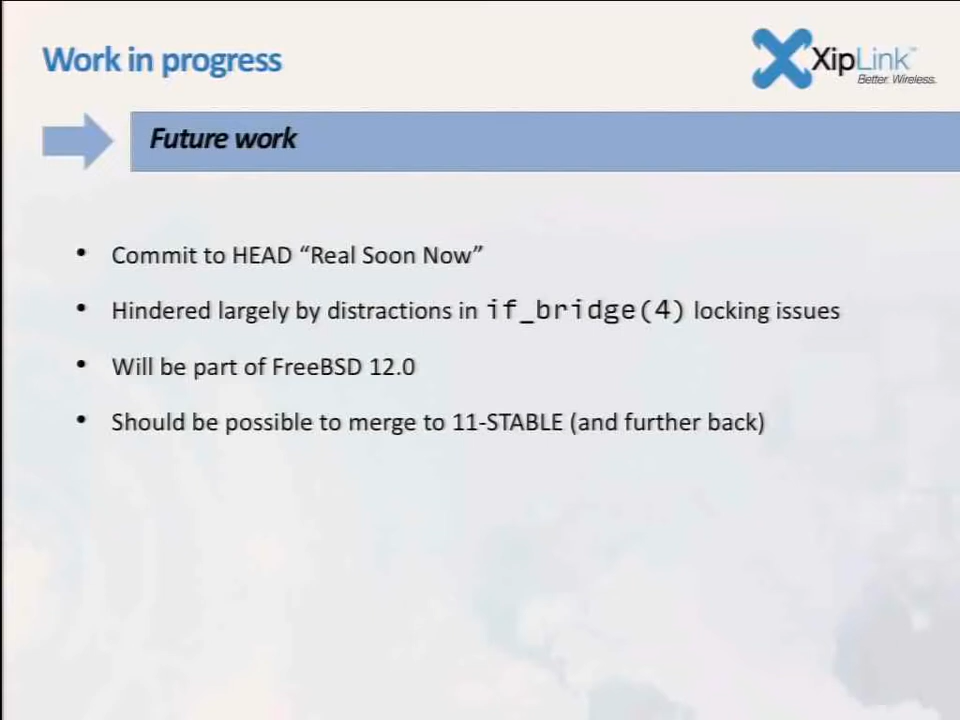 Work in progress
XipLink™
Better. Wireless.
Future work
• Commit to HEAD “Real Soon Now”
• Hindered largely by distractions in if_bridge(4) locking issues
• Will be part of FreeBSD 12.0
• Should be possible to merge to 11-STABLE (and further back)